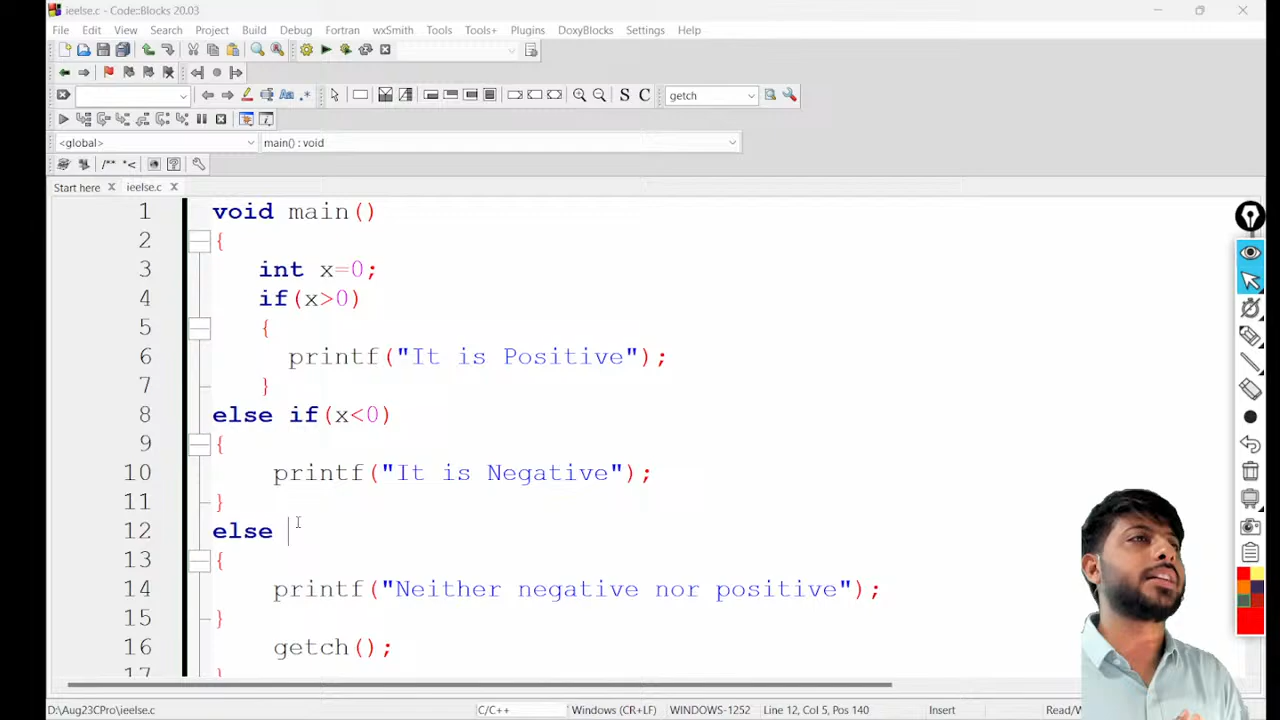 ieelse.c - Code::Blocks 20.03
File Edit View Search Project Build Debug Fortran wxSmith Tools Tools+ Plugins DoxyBlocks Settings Help
S C getch
<global> main() : void
/** *<
Start here ieelse.c
1 void main()
2 {
3 int x=0;
4 if(x>0)
5 {
6 printf("It is Positive");
7 }
8 else if(x<0)
9 {
10 printf("It is Negative");
11 }
12 else
13 {
14 printf("Neither negative nor positive");
15 }
16 getch();
17 }
D:\Aug23CPro\ieelse.c C/C++ Windows (CR+LF) WINDOWS-1252 Line 12, Col 5, Pos 140 Insert Read/W